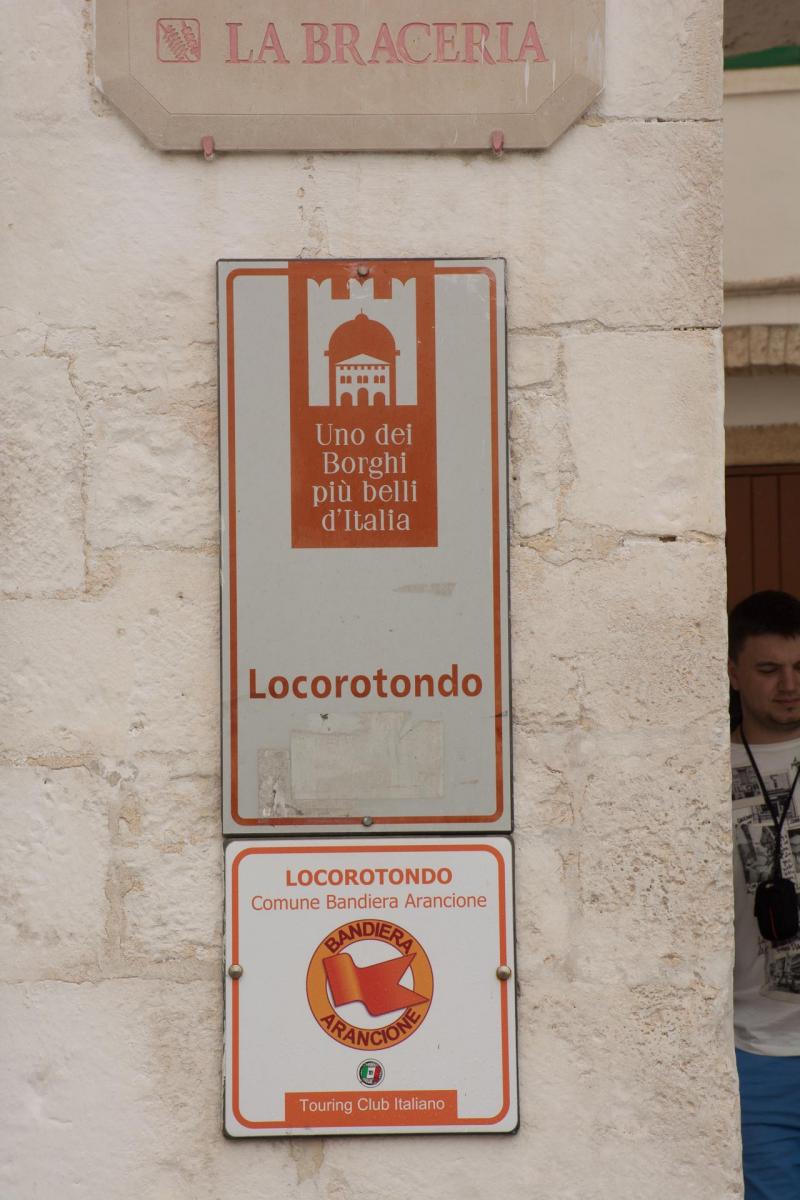 LA BRACERIA
Uno dei
Borghi
più belli
d'Italia
Locorotondo
LOCOROTONDO
Comune Bandiera Arancione
BANDIERA
ARANCIONE
Touring Club Italiano